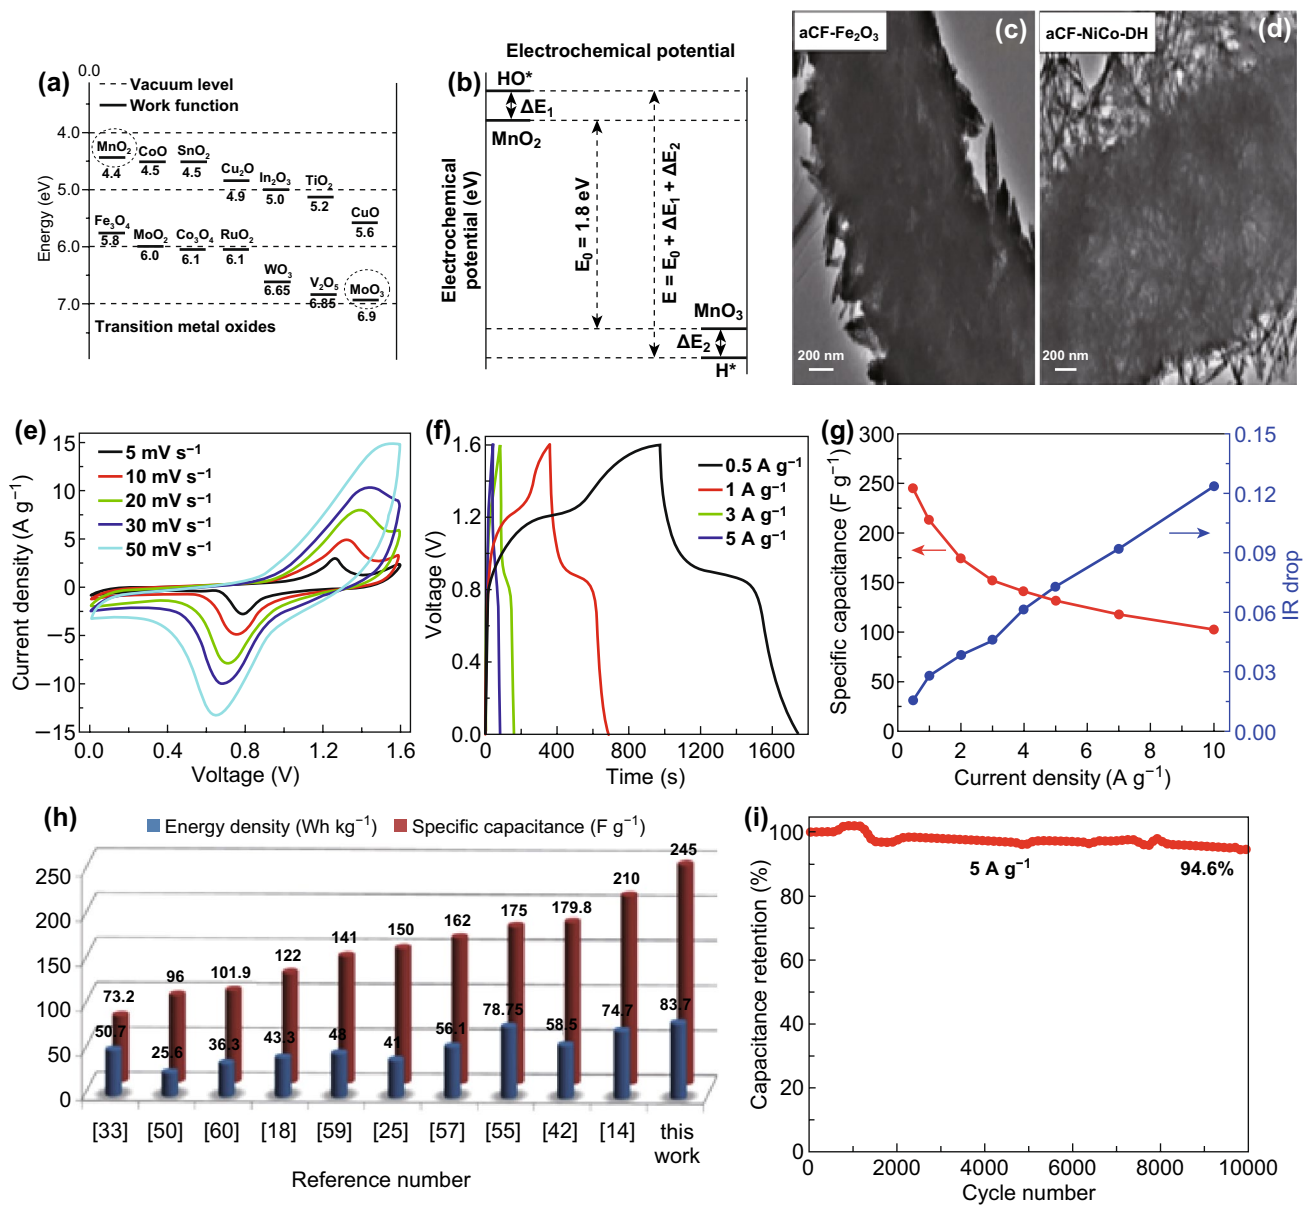 (a)
0.0
Vacuum level
Work function
4.0
5.0
6.0
7.0
Energy (eV)
MnO₂
4.4
CoO
4.5
SnO₂
4.5
Cu₂O
4.9
In₂O₃
5.0
TiO₂
5.2
CuO
5.6
Fe₃O₄
5.8
MoO₂
6.0
Co₃O₄
6.1
RuO₂
6.1
WO₃
6.65
V₂O₅
6.85
MoO₃
6.9
Transition metal oxides
(b)
Electrochemical potential
HO*
ΔE₁
MnO₂
Electrochemical
potential (eV)
E₀ = 1.8 eV
E = E₀ + ΔE₁ + ΔE₂
MnO₃
ΔE₂
H*
aCF-Fe₂O₃
(c)
200 nm
aCF-NiCo-DH
(d)
200 nm
(e)
15
10
5
0
−5
−10
−15
Current density (A g⁻¹)
5 mV s⁻¹
10 mV s⁻¹
20 mV s⁻¹
30 mV s⁻¹
50 mV s⁻¹
0.0 0.4 0.8 1.2 1.6
Voltage (V)
(f)
1.6
1.2
0.8
0.4
0.0
Voltage (V)
0.5 A g⁻¹
1 A g⁻¹
3 A g⁻¹
5 A g⁻¹
0 400 800 1200 1600
Time (s)
(g)
300
250
200
150
100
50
0
Specific capacitance (F g⁻¹)
0.15
0.12
0.09
0.06
0.03
0.00
IR drop
0 2 4 6 8 10
Current density (A g⁻¹)
(h)
Energy density (Wh kg⁻¹)
Specific capacitance (F g⁻¹)
250
200
150
100
50
0
73.2 96 101.9 122 141 150 162 175 179.8 210 245
50.7 25.6 36.3 43.3 48 41 56.1 78.75 58.5 74.7 83.7
[33] [50] [60] [18] [59] [25] [57] [55] [42] [14] this
work
Reference number
(i)
100
80
60
40
20
0
Capacitance retention (%)
5 A g⁻¹
94.6%
0 2000 4000 6000 8000 10000
Cycle number